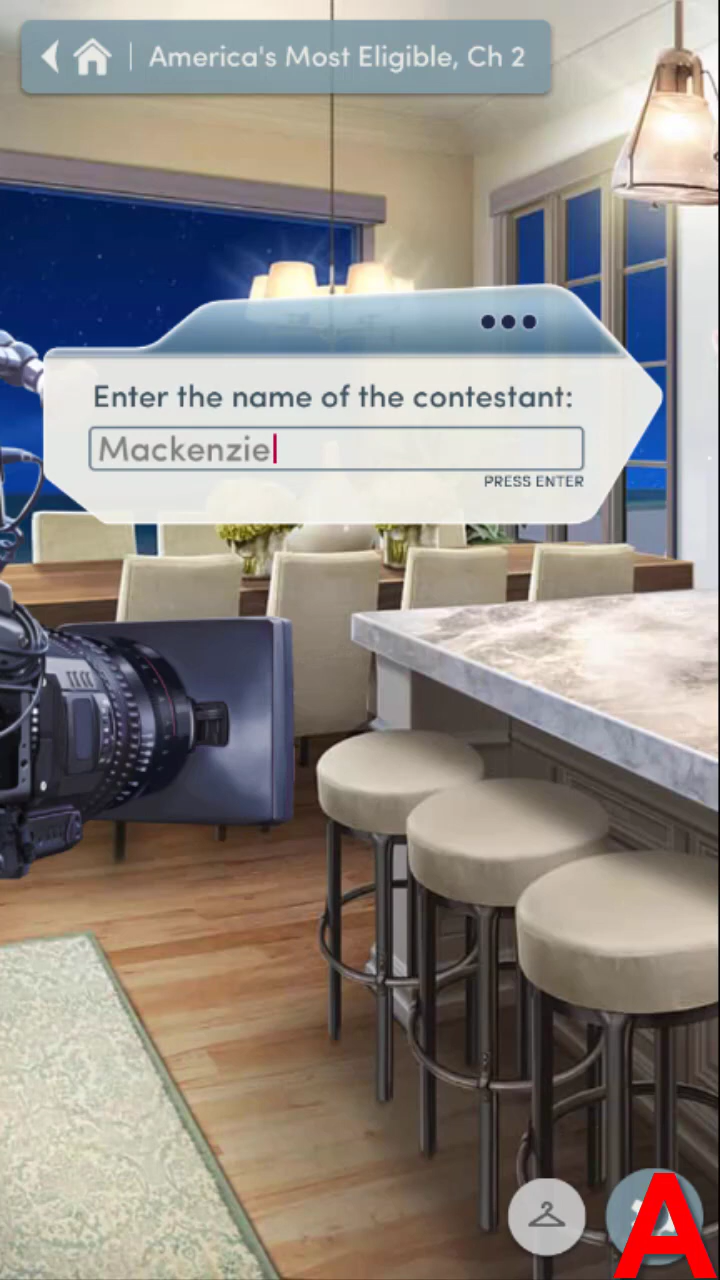 America's Most Eligible, Ch 2
Enter the name of the contestant:
Mackenzie
PRESS ENTER
A